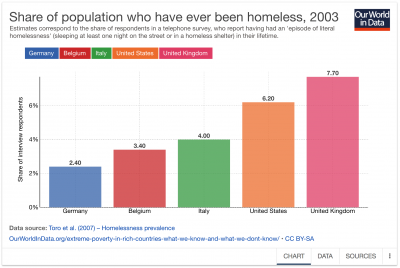 Share of population who have ever been homeless, 2003
Our World
in Data
Estimates correspond to the share of respondents in a telephone survey, who report having had an 'episode of literal
homelessness' (sleeping at least one night on the street or in a homeless shelter) in their lifetime.
Germany Belgium Italy United States United Kingdom
Share of interview respondents
6%
4%
2%
0%
2.40
3.40
4.00
6.20
7.70
Germany Belgium Italy United States United Kingdom
Data source: Toro et al. (2007) – Homelessness prevalence
OurWorldInData.org/extreme-poverty-in-rich-countries-what-we-know-and-what-we-dont-know/ • CC BY-SA
CHART DATA SOURCES